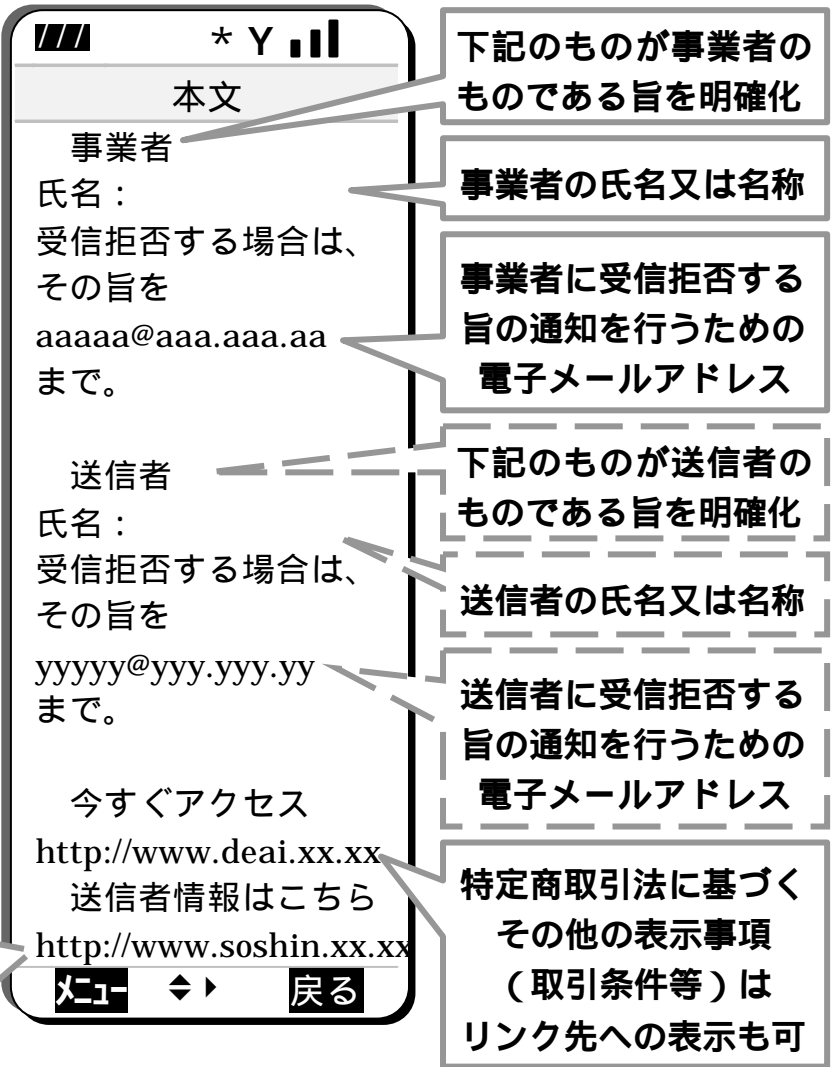 本文
事業者
氏名：
受信拒否する場合は、
その旨を
aaaaa@aaa.aaa.aa
まで。
送信者
氏名：
受信拒否する場合は、
その旨を
yyyyy@yyy.yyy.yy
まで。
今すぐアクセス
http://www.deai.xx.xx
送信者情報はこちら
http://www.soshin.xx.xx
メニュー 戻る
下記のものが事業者の
ものである旨を明確化
事業者の氏名又は名称
事業者に受信拒否する
旨の通知を行うための
電子メールアドレス
下記のものが送信者の
ものである旨を明確化
送信者の氏名又は名称
送信者に受信拒否する
旨の通知を行うための
電子メールアドレス
特定商取引法に基づく
その他の表示事項
（取引条件等）は
リンク先への表示も可